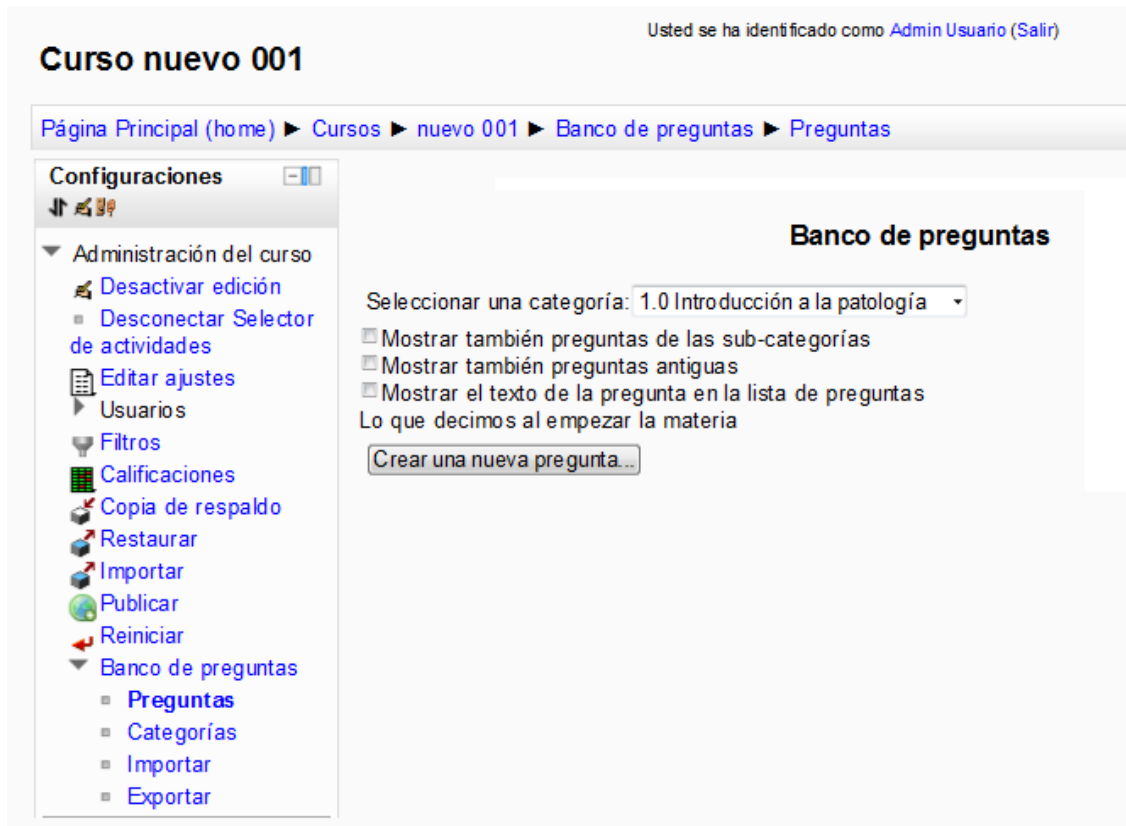 Usted se ha identificado como Admin Usuario (Salir)
Curso nuevo 001
Página Principal (home) ► Cursos ► nuevo 001 ► Banco de preguntas ► Preguntas
Configuraciones
Administración del curso
Desactivar edición
Desconectar Selector
de actividades
Editar ajustes
Usuarios
Filtros
Calificaciones
Copia de respaldo
Restaurar
Importar
Publicar
Reiniciar
Banco de preguntas
Preguntas
Categorías
Importar
Exportar
Banco de preguntas
Seleccionar una categoría: 1.0 Introducción a la patología
Mostrar también preguntas de las sub-categorías
Mostrar también preguntas antiguas
Mostrar el texto de la pregunta en la lista de preguntas
Lo que decimos al empezar la materia
Crear una nueva pregunta...